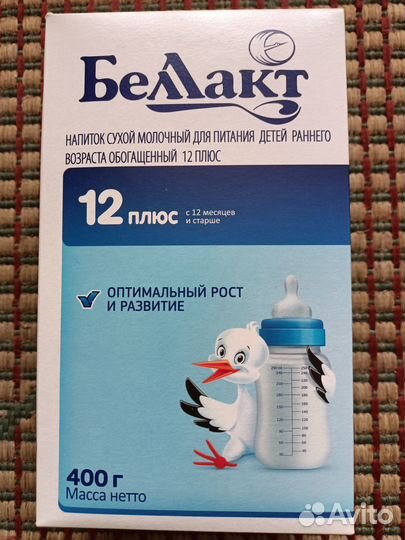 Беллакт
НАПИТОК СУХОЙ МОЛОЧНЫЙ ДЛЯ ПИТАНИЯ ДЕТЕЙ РАННЕГО
ВОЗРАСТА ОБОГАЩЕННЫЙ 12 ПЛЮС
12 ПЛЮС с 12 месяцев
и старше
ОПТИМАЛЬНЫЙ РОСТ
И РАЗВИТИЕ
400 г
Масса нетто
Avito